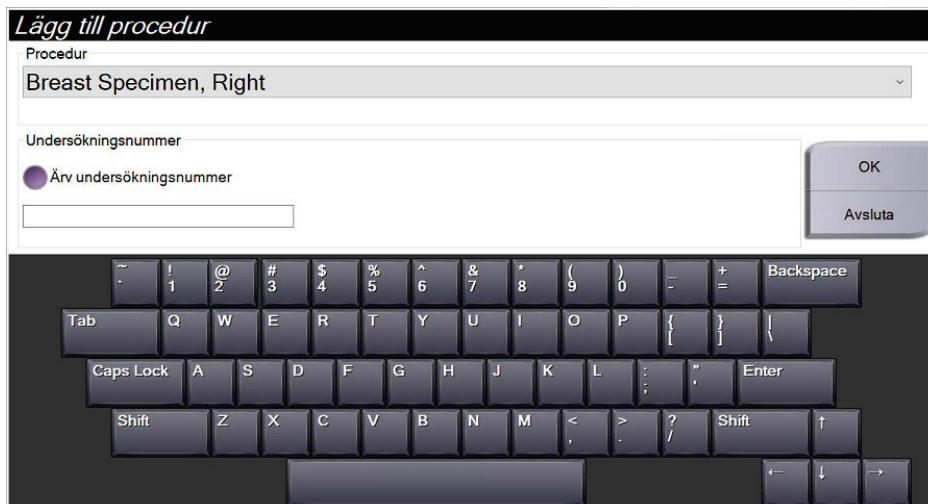 Lägg till procedur
Procedur
Breast Specimen, Right
Undersökningsnummer
Ärv undersökningsnummer
OK
Avsluta
~ ! @ # $ % ^ & * ( ) _ + Backspace
` 1 2 3 4 5 6 7 8 9 0 - =
Tab Q W E R T Y U I O P { } |
[ ] \
Caps Lock A S D F G H J K L : " Enter
; '
Shift Z X C V B N M < > ? Shift ↑
, . /
← ↓ →